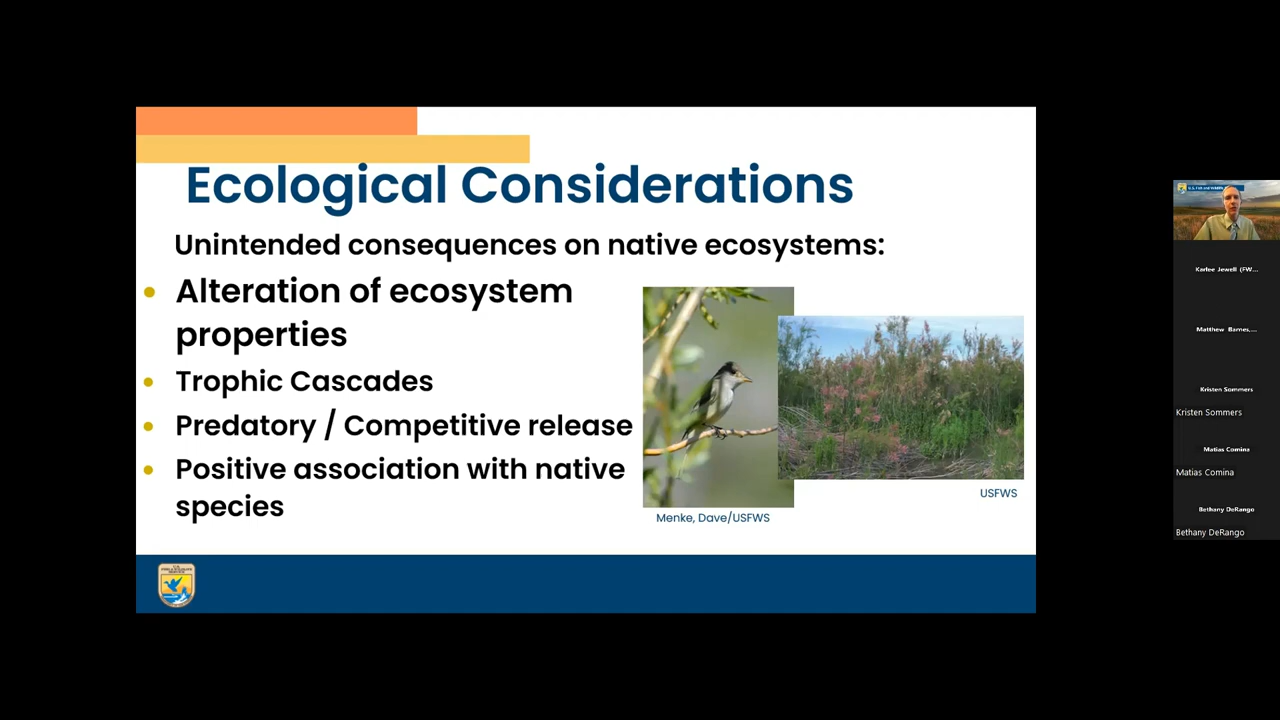 Ecological Considerations
Unintended consequences on native ecosystems:
Alteration of ecosystem
properties
Trophic Cascades
Predatory / Competitive release
Positive association with native
species
Menke, Dave/USFWS
USFWS
Karlee Jewell (FW...
Matthew Barnes,...
Kristen Sommers
Kristen Sommers
Matias Comina
Matias Comina
Bethany DeRango
Bethany DeRango